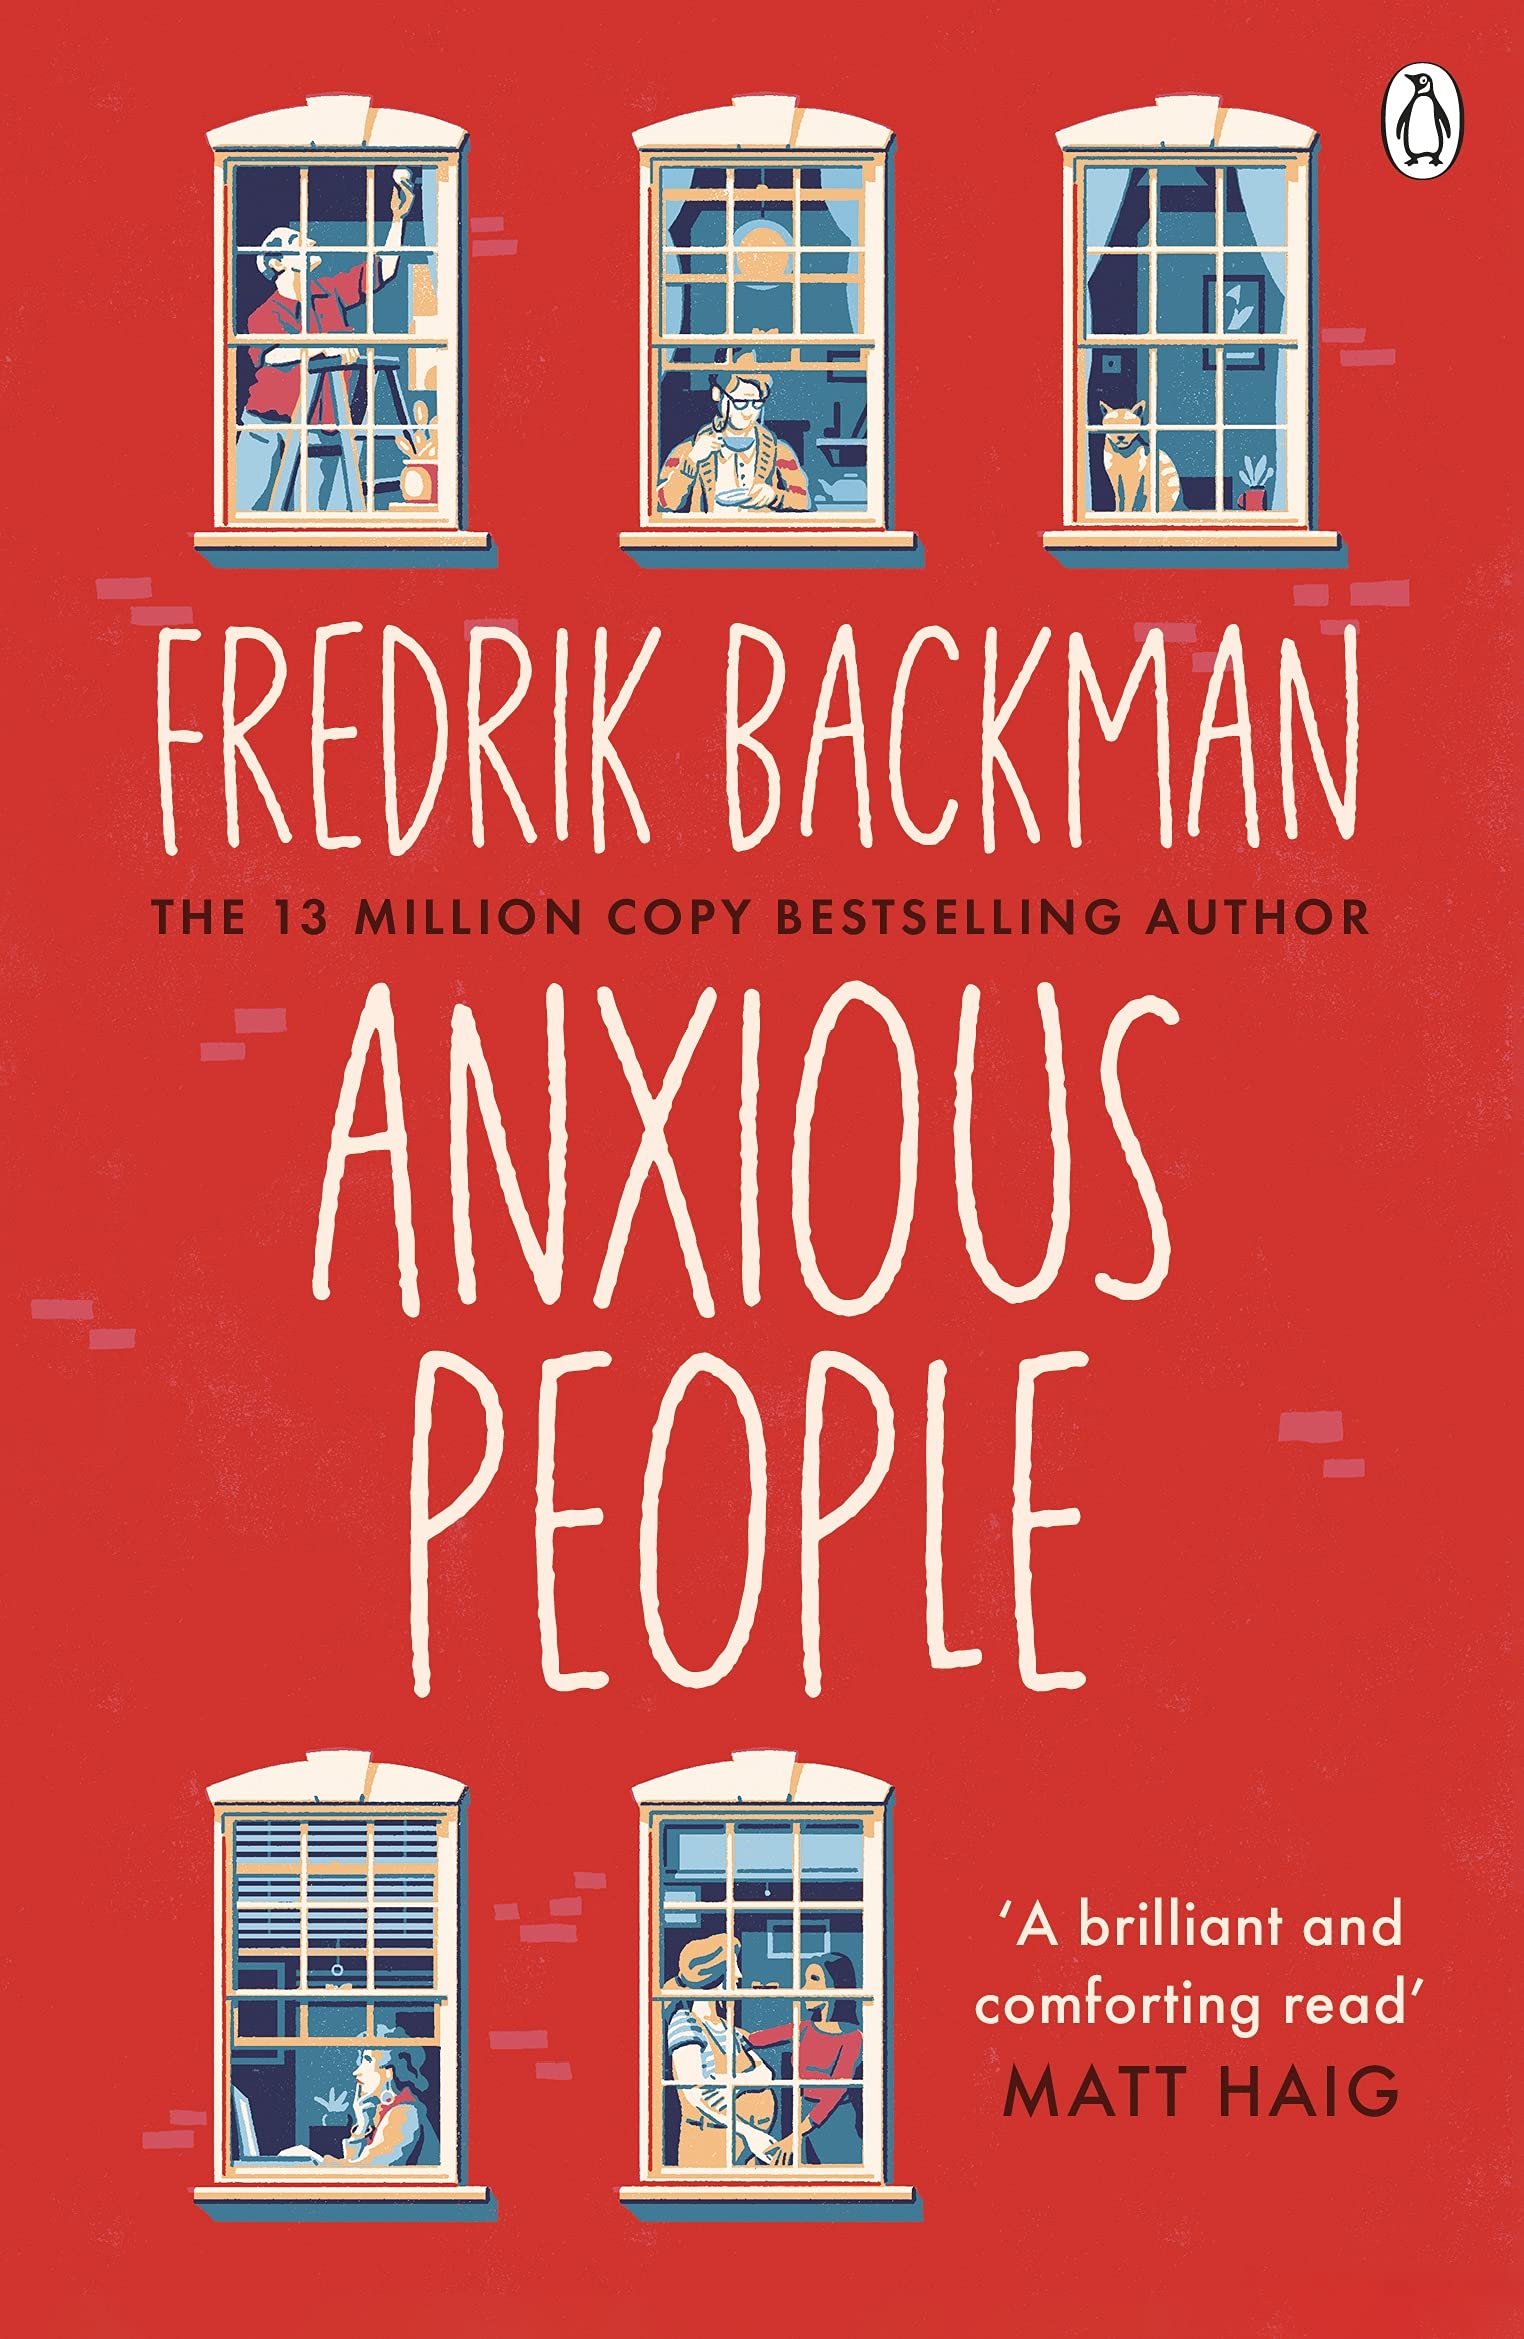 FREDRIK BACKMAN
THE 13 MILLION COPY BESTSELLING AUTHOR
ANXIOUS
PEOPLE
‘A brilliant and
comforting read’
MATT HAIG